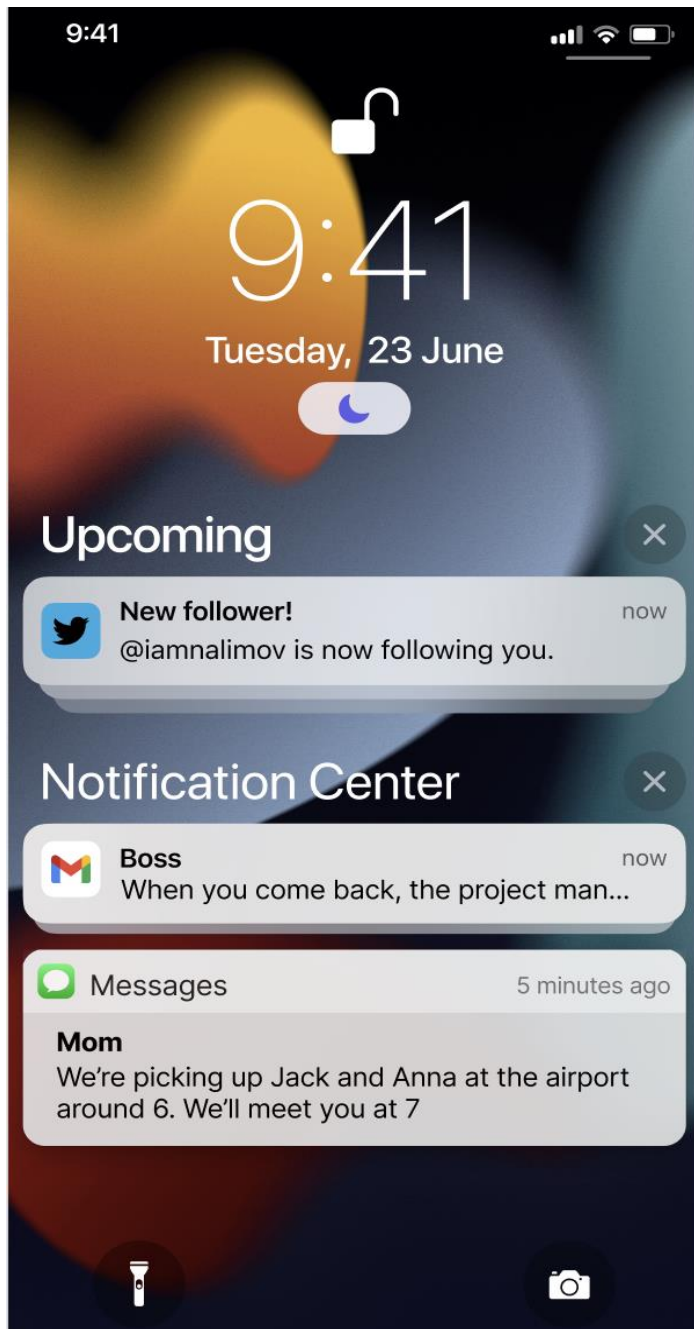 9:41
9:41
Tuesday, 23 June
Upcoming
New follower!
now
@iamnalimov is now following you.
Notification Center
Boss
now
When you come back, the project man...
Messages
5 minutes ago
Mom
We’re picking up Jack and Anna at the airport
around 6. We’ll meet you at 7